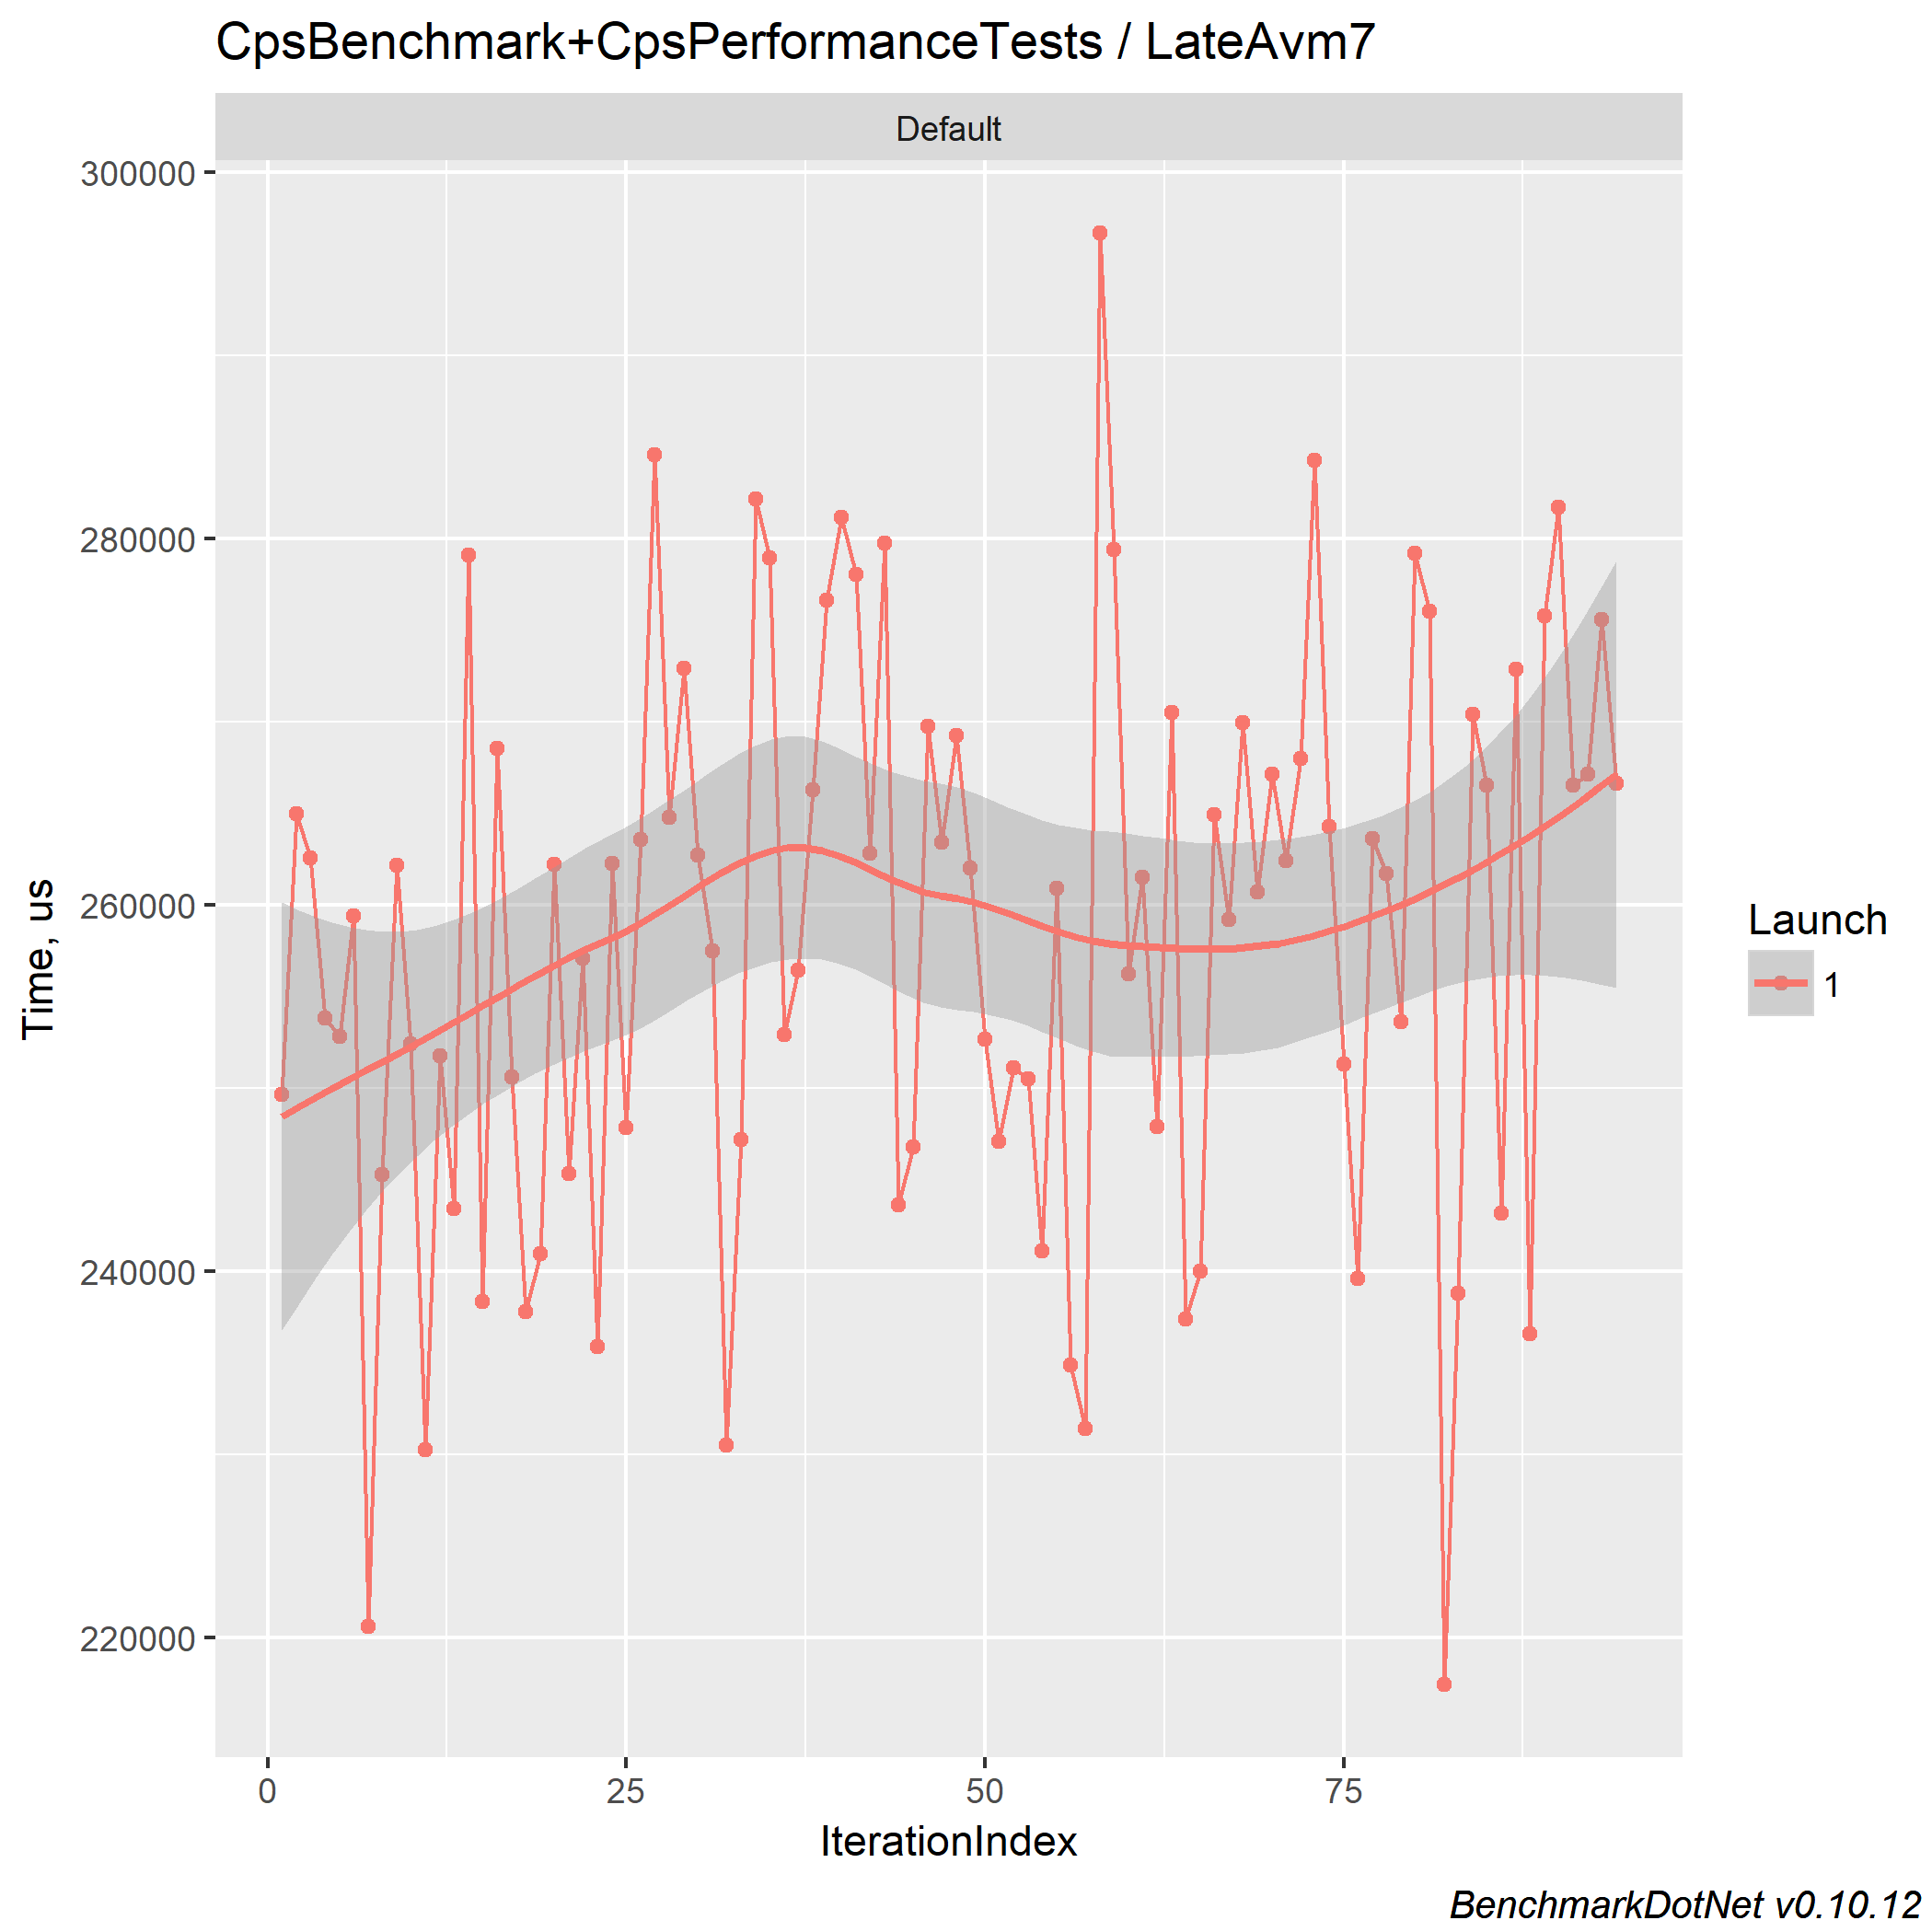 CpsBenchmark+CpsPerformanceTests / LateAvm7
Default
300000
280000
260000
240000
220000
Time, us
0 25 50 75
IterationIndex
Launch
1
BenchmarkDotNet v0.10.12